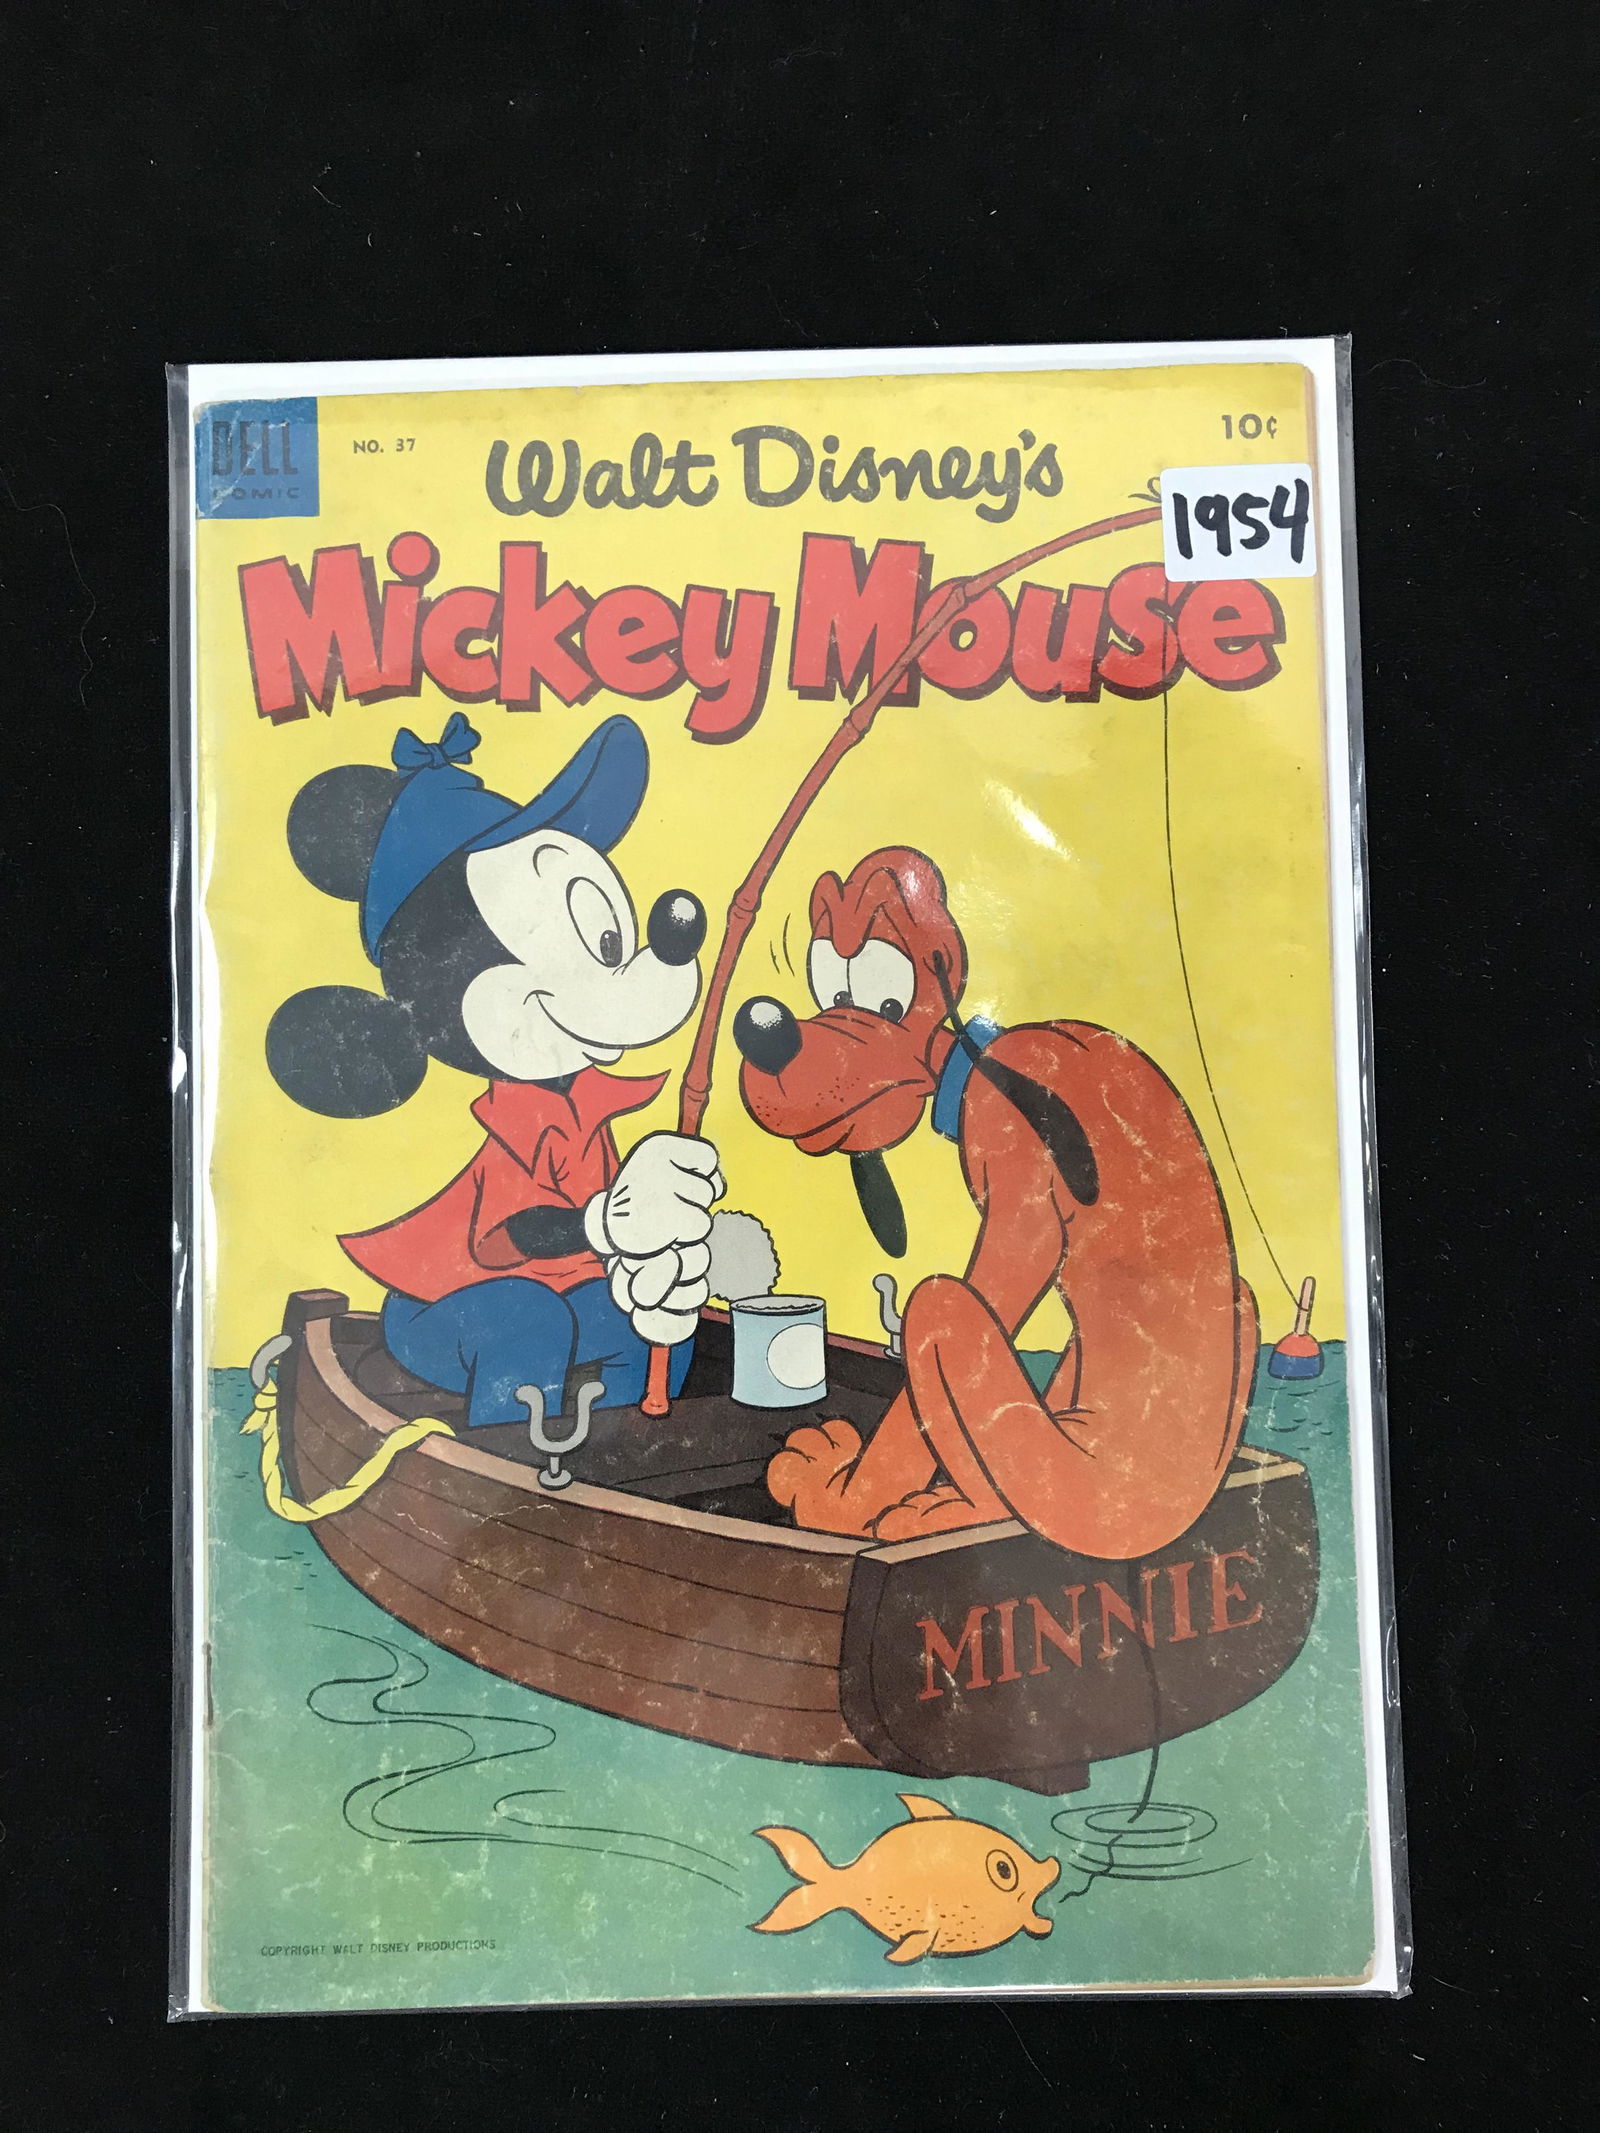 DELL
COMIC
NO. 37
10¢
Walt Disney's
1954
Mickey Mouse
MINNIE
COPYRIGHT WALT DISNEY PRODUCTIONS